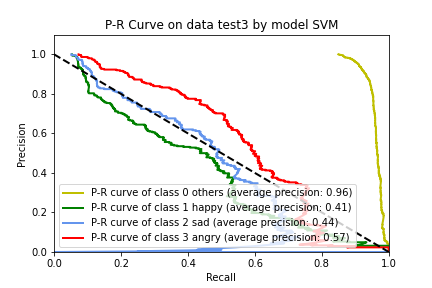 P-R Curve on data test3 by model SVM
Precision
1.0
0.8
0.6
0.4
0.2
0.0
P-R curve of class 0 others (average precision: 0.96)
P-R curve of class 1 happy (average precision: 0.41)
P-R curve of class 2 sad (average precision: 0.44)
P-R curve of class 3 angry (average precision: 0.57)
0.0 0.2 0.4 0.6 0.8 1.0
Recall